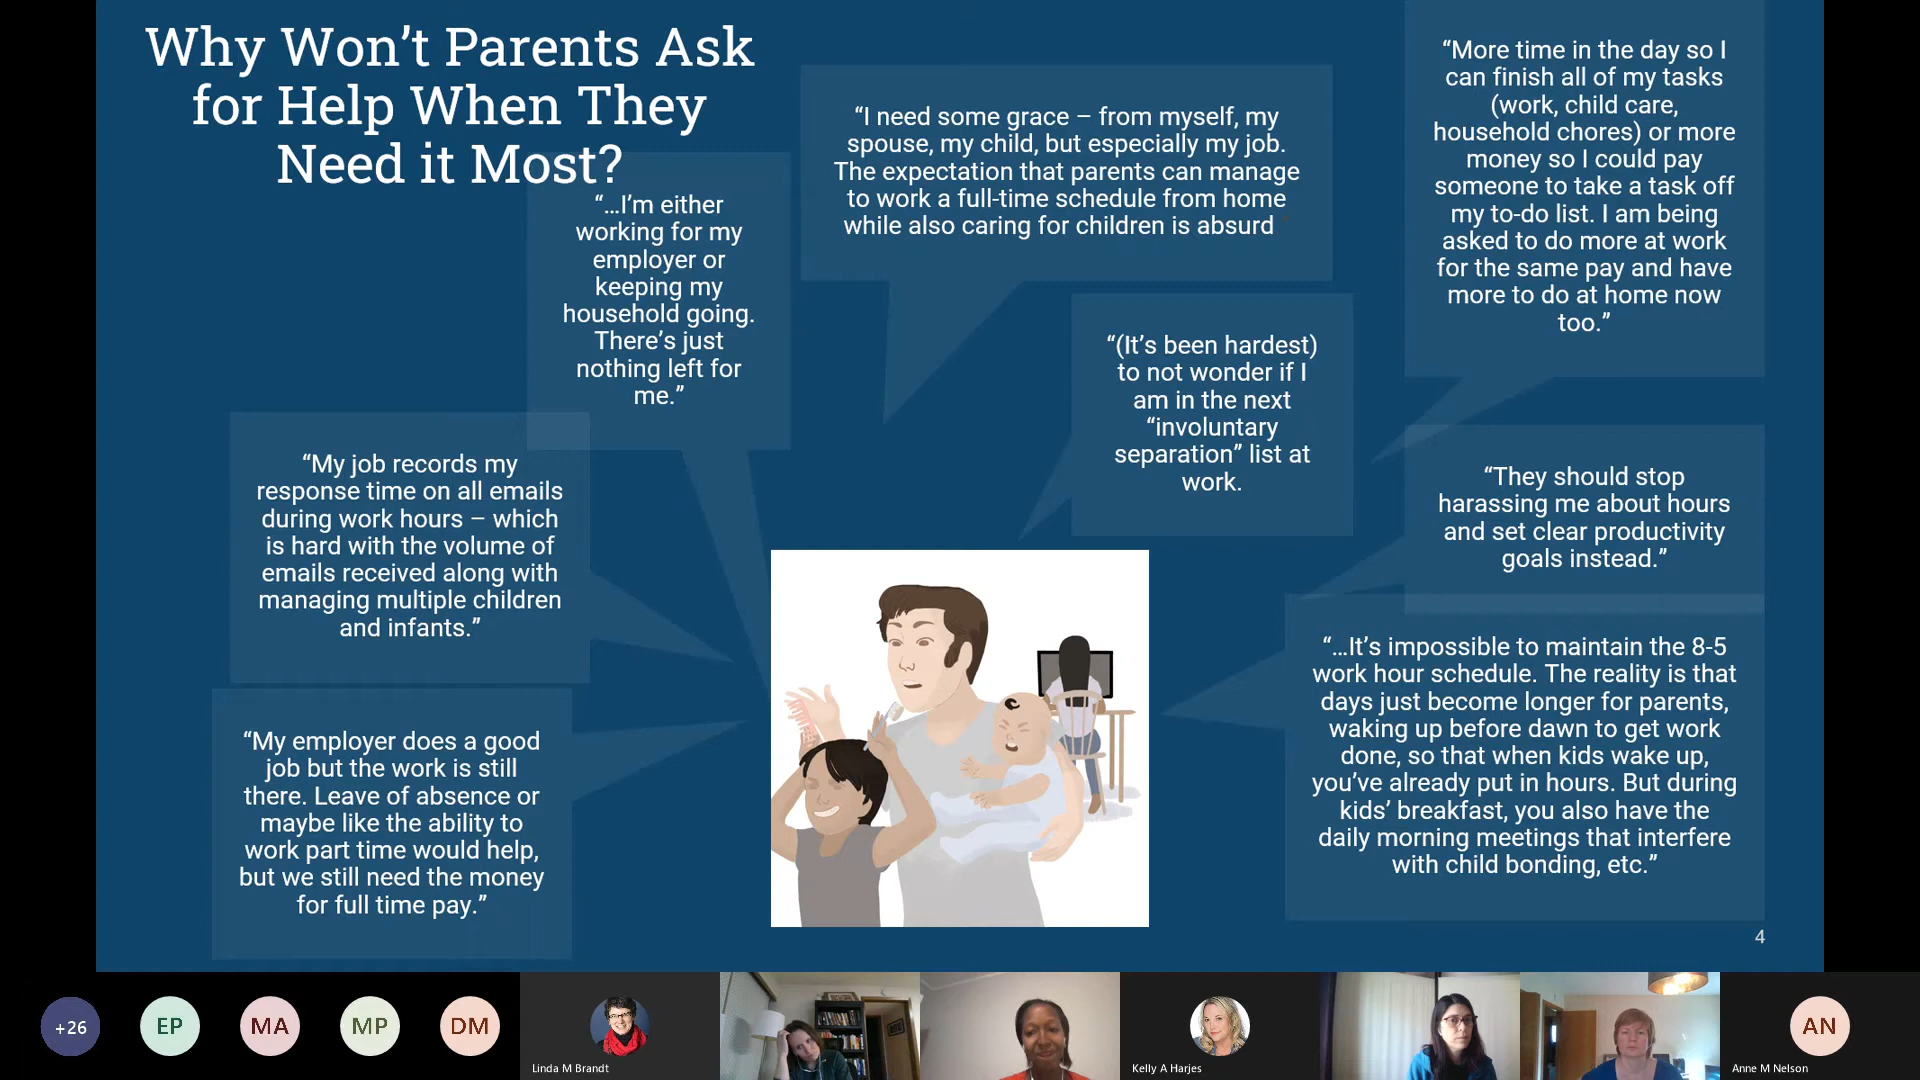 Why Won’t Parents Ask
for Help When They
Need it Most?
“...I’m either
working for my
employer or
keeping my
household going.
There’s just
nothing left for
me.”
“I need some grace – from myself, my
spouse, my child, but especially my job.
The expectation that parents can manage
to work a full-time schedule from home
while also caring for children is absurd
“More time in the day so I
can finish all of my tasks
(work, child care,
household chores) or more
money so I could pay
someone to take a task off
my to-do list. I am being
asked to do more at work
for the same pay and have
more to do at home now
too.”
“(It’s been hardest)
to not wonder if I
am in the next
“involuntary
separation” list at
work.
“They should stop
harassing me about hours
and set clear productivity
goals instead.”
“My job records my
response time on all emails
during work hours – which
is hard with the volume of
emails received along with
managing multiple children
and infants.”
“My employer does a good
job but the work is still
there. Leave of absence or
maybe like the ability to
work part time would help,
but we still need the money
for full time pay.”
“...It’s impossible to maintain the 8-5
work hour schedule. The reality is that
days just become longer for parents,
waking up before dawn to get work
done, so that when kids wake up,
you’ve already put in hours. But during
kids’ breakfast, you also have the
daily morning meetings that interfere
with child bonding, etc.”
4
+26
EP
MA
MP
DM
Linda M Brandt
Kelly A Harjes
AN
Anne M Nelson